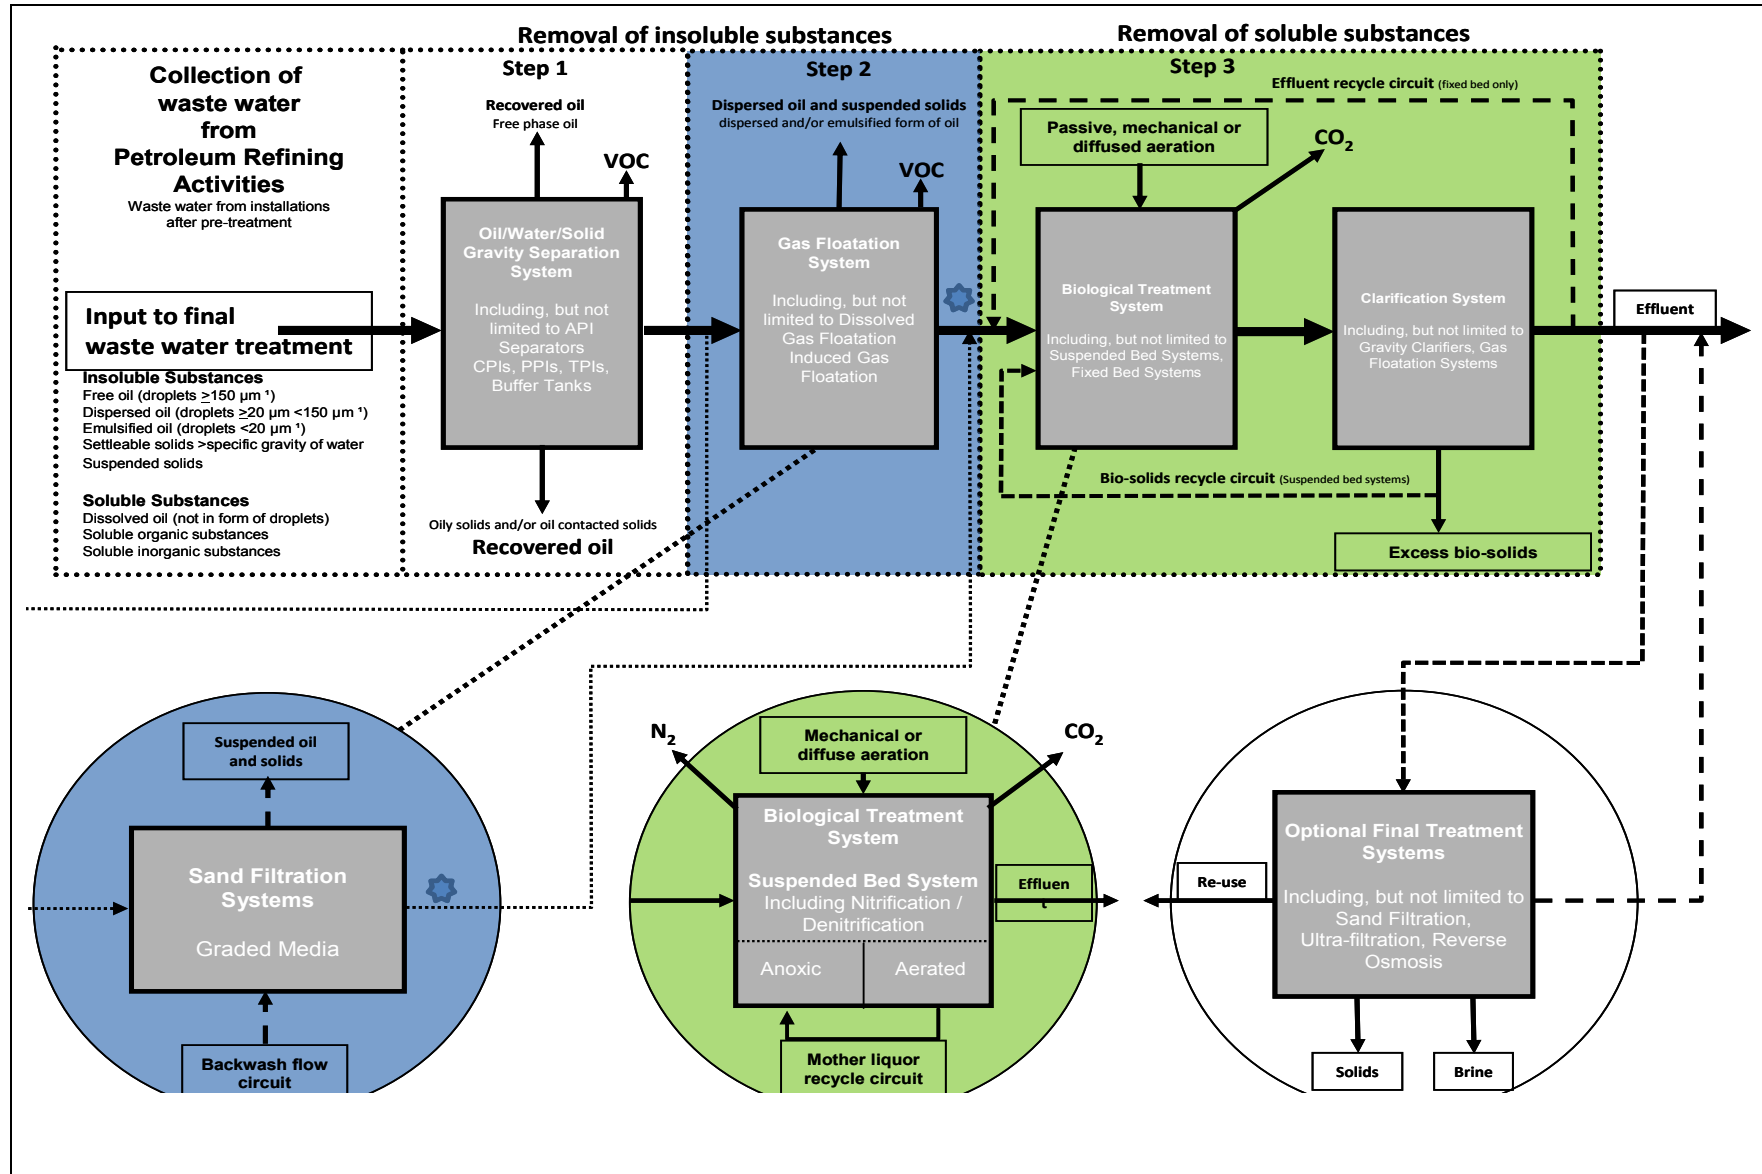 Removal of insoluble substances
Removal of soluble substances
Collection of
waste water
from
Petroleum Refining
Activities
Waste water from installations
after pre-treatment
Input to final
waste water treatment
Insoluble Substances
Free oil (droplets ≥150 µm ¹)
Dispersed oil (droplets ≥20 µm <150 µm ¹)
Emulsified oil (droplets <20 µm ¹)
Settleable solids >specific gravity of water
Suspended solids
Soluble Substances
Dissolved oil (not in form of droplets)
Soluble organic substances
Soluble inorganic substances
Step 1
Recovered oil
Free phase oil
VOC
Oil/Water/Solid
Gravity Separation
System
Including, but not
limited to API
Separators
CPIs, PPIs, TPIs,
Buffer Tanks
Oily solids and/or oil contacted solids
Recovered oil
Step 2
Dispersed oil and suspended solids
dispersed and/or emulsified form of oil
VOC
Gas Floatation
System
Including, but not
limited to Dissolved
Gas Floatation
Induced Gas
Floatation
Step 3
Effluent recycle circuit (fixed bed only)
Passive, mechanical or
diffused aeration
CO₂
Biological Treatment
System
Including, but not limited to
Suspended Bed Systems,
Fixed Bed Systems
Clarification System
Including, but not limited to
Gravity Clarifiers, Gas
Floatation Systems
Effluent
Bio-solids recycle circuit (Suspended bed systems)
Excess bio-solids
Suspended oil
and solids
Sand Filtration
Systems
Graded Media
Backwash flow
circuit
N₂
Mechanical or
diffuse aeration
CO₂
Biological Treatment
System
Suspended Bed System
Including Nitrification /
Denitrification
Anoxic
Aerated
Effluen
t
Mother liquor
recycle circuit
Re-use
Optional Final Treatment
Systems
Including, but not limited to
Sand Filtration,
Ultra-filtration, Reverse
Osmosis
Solids
Brine